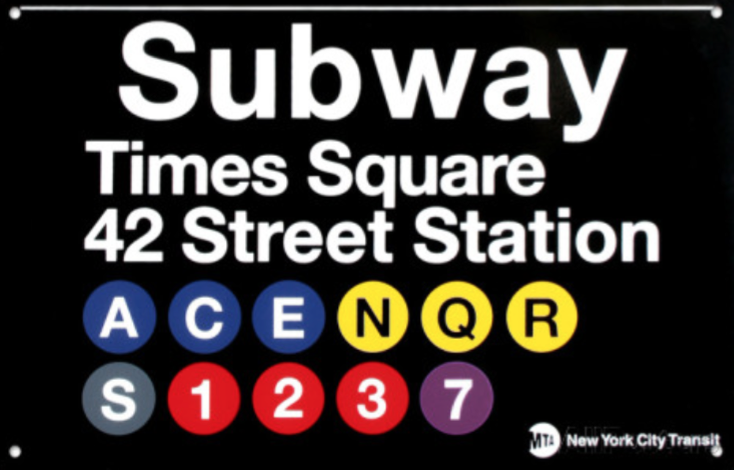 Subway
Times Square
42 Street Station
A C E N Q R
S 1 2 3 7
MTA New York City Transit